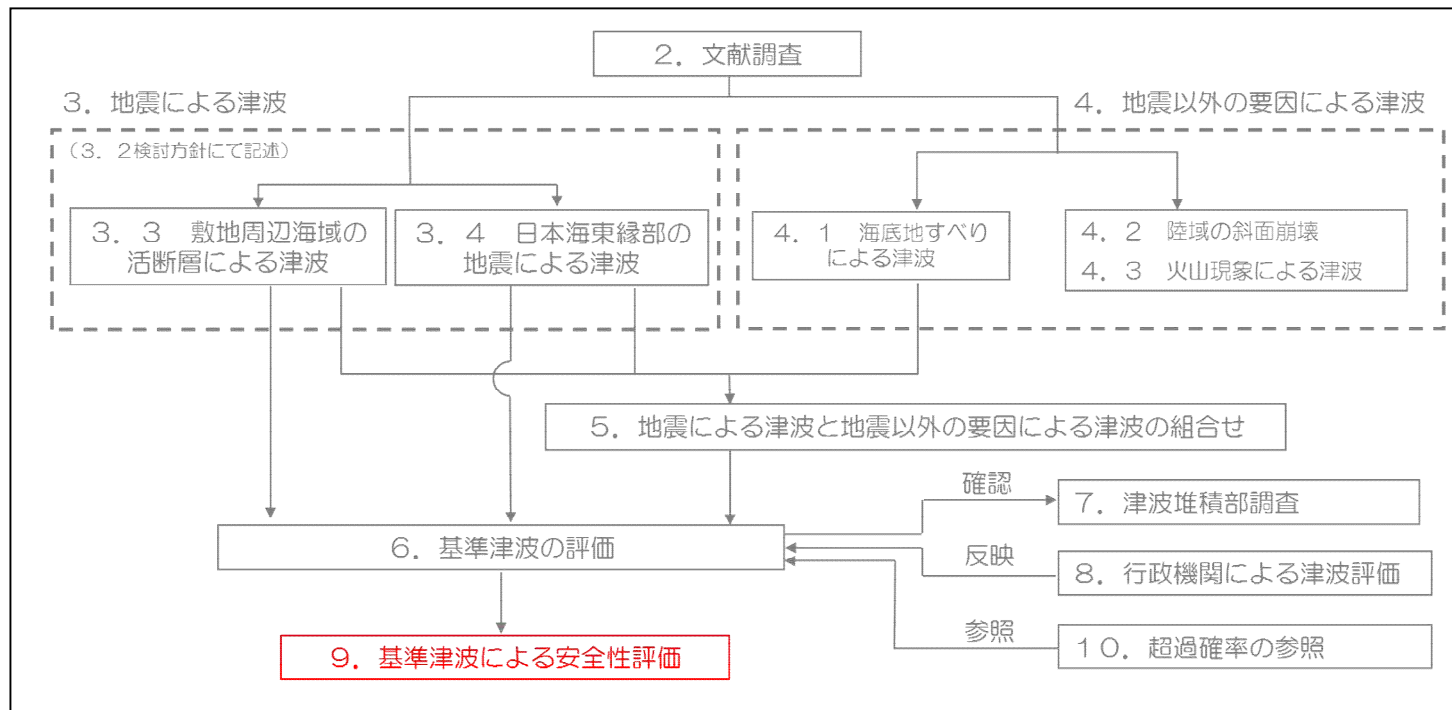 ２．文献調査
３．地震による津波
４．地震以外の要因による津波
（３．２検討方針にて記述）
３．３　敷地周辺海域の
活断層による津波
３．４　日本海東縁部の
地震による津波
４．１　海底地すべり
による津波
４．２　陸域の斜面崩壊
４．３　火山現象による津波
５．地震による津波と地震以外の要因による津波の組合せ
確認
７．津波堆積部調査
６．基準津波の評価
反映
８．行政機関による津波評価
参照
９．基準津波による安全性評価
１０．超過確率の参照